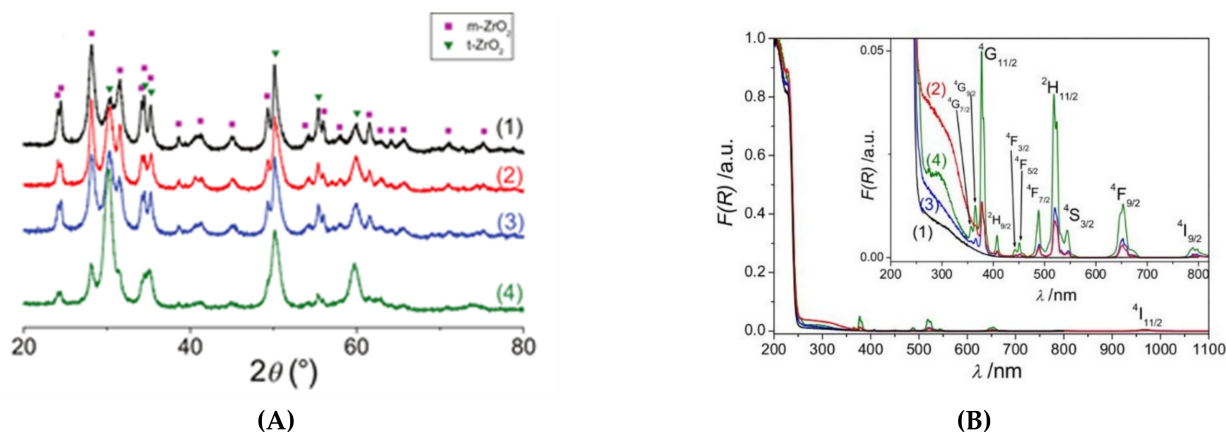 m-ZrO₂
t-ZrO₂
(1)
(2)
(3)
(4)
20 40 60 80
2θ (°)
(A)
1.0
0.8
0.6
0.4
0.2
0.0
F(R) /a.u.
200 300 400 500 600 700 800 900 1000 1100
λ /nm
⁴I₁₁/₂
0.05
0.00
F(R) /a.u.
300 400 500 600 700 800
λ /nm
(2)
(4)
(3)
(1)
⁴G₁₁/₂
⁴G₉/₂
⁴G₇/₂
²H₁₁/₂
⁴F₃/₂
⁴F₅/₂
⁴F₇/₂
²H₉/₂
⁴S₃/₂
⁴F₉/₂
⁴I₉/₂
(B)